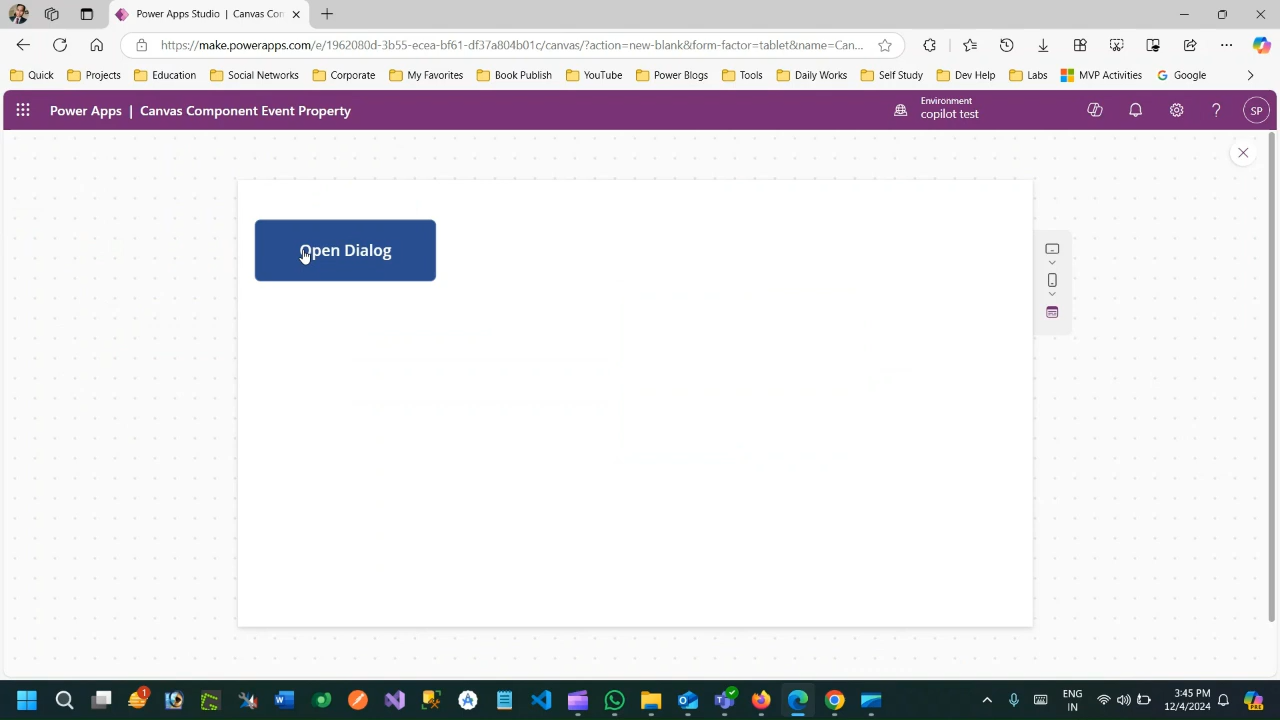 Power Apps Studio | Canvas Con
https://make.powerapps.com/e/1962080d-3b55-ecea-bf61-df37a804b01c/canvas/?action=new-blank&form-factor=tablet&name=Can...
Quick Projects Education Social Networks Corporate My Favorites Book Publish YouTube Power Blogs Tools Daily Works Self Study Dev Help Labs MVP Activities Google
Power Apps | Canvas Component Event Property
Environment
copilot test
SP
Open Dialog
1
ENG
IN
3:45 PM
12/4/2024